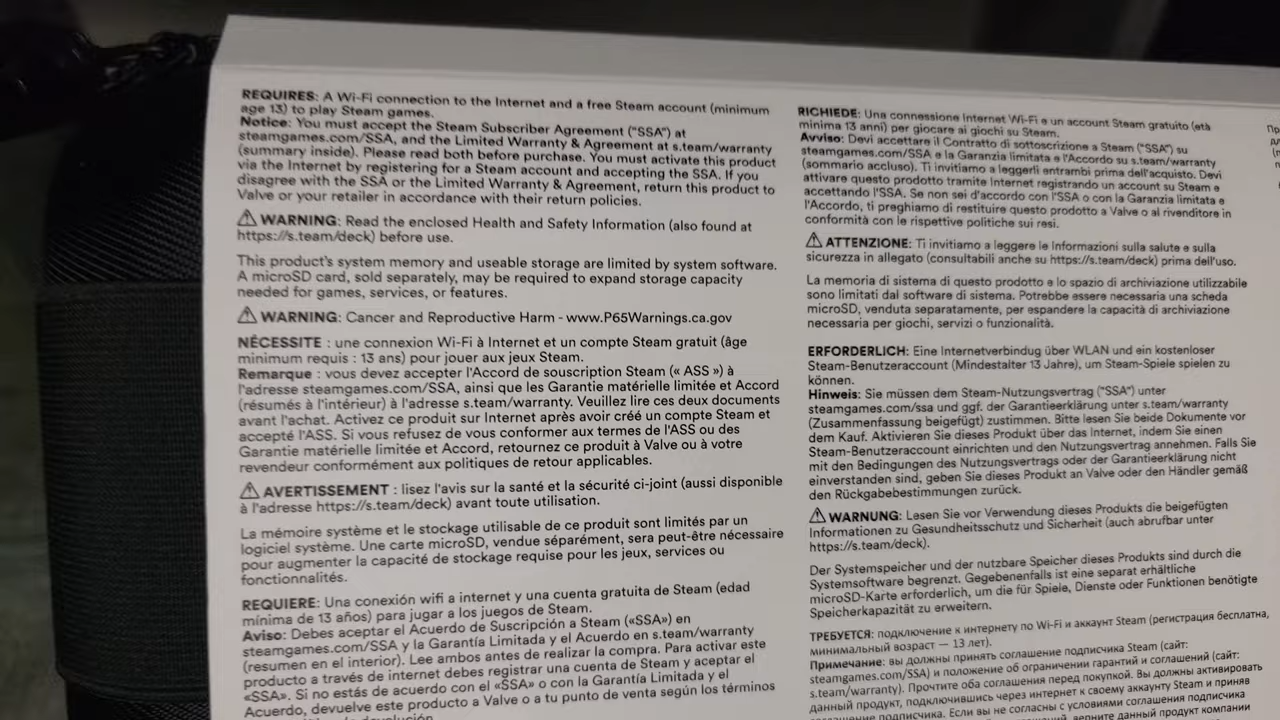 REQUIRES: A Wi-Fi connection to the Internet and a free Steam account (minimum
age 13) to play Steam games.
Notice: You must accept the Steam Subscriber Agreement ("SSA") at
steamgames.com/SSA, and the Limited Warranty & Agreement at s.team/warranty
(summary inside). Please read both before purchase. You must activate this product
via the Internet by registering for a Steam account and accepting the SSA. If you
disagree with the SSA or the Limited Warranty & Agreement, return this product to
Valve or your retailer in accordance with their return policies.
⚠ WARNING: Read the enclosed Health and Safety Information (also found at
https://s.team/deck) before use.
This product's system memory and useable storage are limited by system software.
A microSD card, sold separately, may be required to expand storage capacity
needed for games, services, or features.
⚠ WARNING: Cancer and Reproductive Harm - www.P65Warnings.ca.gov
NÉCESSITE : une connexion Wi-Fi à Internet et un compte Steam gratuit (âge
minimum requis : 13 ans) pour jouer aux jeux Steam.
Remarque : vous devez accepter l'Accord de souscription Steam (« ASS ») à
l'adresse steamgames.com/SSA, ainsi que les Garantie matérielle limitée et Accord
(résumés à l'intérieur) à l'adresse s.team/warranty. Veuillez lire ces deux documents
avant l'achat. Activez ce produit sur Internet après avoir créé un compte Steam et
accepté l'ASS. Si vous refusez de vous conformer aux termes de l'ASS ou des
Garantie matérielle limitée et Accord, retournez ce produit à Valve ou à votre
revendeur conformément aux politiques de retour applicables.
⚠ AVERTISSEMENT : lisez l'avis sur la santé et la sécurité ci-joint (aussi disponible
à l'adresse https://s.team/deck) avant toute utilisation.
La mémoire système et le stockage utilisable de ce produit sont limités par un
logiciel système. Une carte microSD, vendue séparément, sera peut-être nécessaire
pour augmenter la capacité de stockage requise pour les jeux, services ou
fonctionnalités.
REQUIERE: Una conexión wifi a internet y una cuenta gratuita de Steam (edad
mínima de 13 años) para jugar a los juegos de Steam.
Aviso: Debes aceptar el Acuerdo de Suscripción a Steam («SSA») en
steamgames.com/SSA y la Garantía Limitada y el Acuerdo en s.team/warranty
(resumen en el interior). Lee ambos antes de realizar la compra. Para activar este
producto a través de internet debes registrar una cuenta de Steam y aceptar el
«SSA». Si no estás de acuerdo con el «SSA» o con la Garantía Limitada y el
Acuerdo, devuelve este producto a Valve o a tu punto de venta según los términos
RICHIEDE: Una connessione Internet Wi-Fi e un account Steam gratuito (età
minima 13 anni) per giocare ai giochi su Steam.
Avviso: Devi accettare il Contratto di sottoscrizione a Steam ("SSA") su
steamgames.com/SSA e la Garanzia limitata e l'Accordo su s.team/warranty
(sommario accluso). Ti invitiamo a leggerli entrambi prima dell'acquisto. Devi
attivare questo prodotto tramite Internet registrando un account su Steam e
accettando l'SSA. Se non sei d'accordo con l'SSA o con la Garanzia limitata e
l'Accordo, ti preghiamo di restituire questo prodotto a Valve o al rivenditore in
conformità con le rispettive politiche sui resi.
⚠ ATTENZIONE: Ti invitiamo a leggere le Informazioni sulla salute e sulla
sicurezza in allegato (consultabili anche su https://s.team/deck) prima dell'uso.
La memoria di sistema di questo prodotto e lo spazio di archiviazione utilizzabile
sono limitati dal software di sistema. Potrebbe essere necessaria una scheda
microSD, venduta separatamente, per espandere la capacità di archiviazione
necessaria per giochi, servizi o funzionalità.
ERFORDERLICH: Eine Internetverbindug über WLAN und ein kostenloser
Steam-Benutzeraccount (Mindestalter 13 Jahre), um Steam-Spiele spielen zu
können.
Hinweis: Sie müssen dem Steam-Nutzungsvertrag ("SSA") unter
steamgames.com/ssa und ggf. der Garantieerklärung unter s.team/warranty
(Zusammenfassung beigefügt) zustimmen. Bitte lesen Sie beide Dokumente vor
dem Kauf. Aktivieren Sie dieses Produkt über das Internet, indem Sie einen
Steam-Benutzeraccount einrichten und den Nutzungsvertrag annehmen. Falls Sie
mit den Bedingungen des Nutzungsvertrags oder der Garantieerklärung nicht
einverstanden sind, geben Sie dieses Produkt an Valve oder den Händler gemäß
den Rückgabebestimmungen zurück.
⚠ WARNUNG: Lesen Sie vor Verwendung dieses Produkts die beigefügten
Informationen zu Gesundheitsschutz und Sicherheit (auch abrufbar unter
https://s.team/deck).
Der Systemspeicher und der nutzbare Speicher dieses Produkts sind durch die
Systemsoftware begrenzt. Gegebenenfalls ist eine separat erhältliche
microSD-Karte erforderlich, um die für Spiele, Dienste oder Funktionen benötigte
Speicherkapazität zu erweitern.
ТРЕБУЕТСЯ: подключение к интернету по Wi-Fi и аккаунт Steam (регистрация бесплатна,
минимальный возраст — 13 лет).
Примечание: вы должны принять соглашение подписчика Steam (сайт:
steamgames.com/SSA) и положение об ограничении гарантий и соглашений (сайт:
s.team/warranty). Прочтите оба соглашения перед покупкой. Вы должны активировать
данный продукт, подключившись через интернет к своему аккаунту Steam и приняв
соглашение подписчика. Если вы не согласны с условиями соглашения подписчика